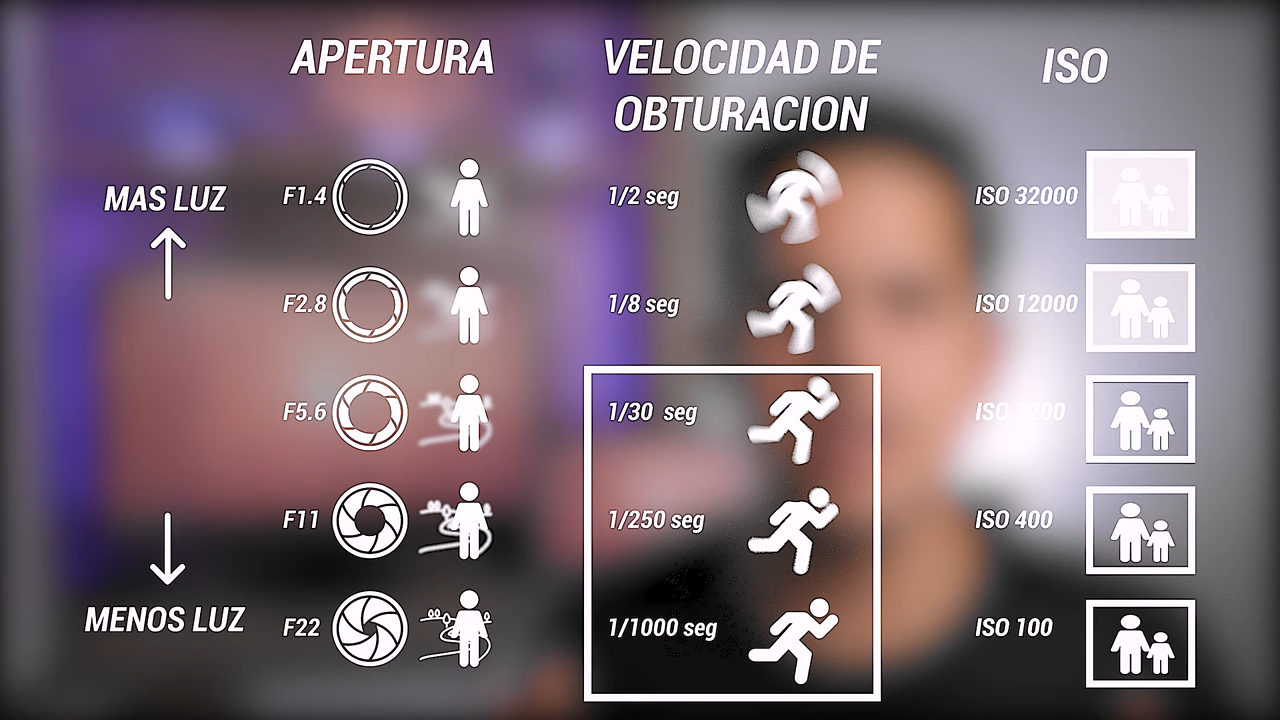 APERTURA
VELOCIDAD DE
OBTURACION
ISO
MAS LUZ
F1.4
1/2 seg
ISO 32000
F2.8
1/8 seg
ISO 12000
F5.6
1/30 seg
ISO 3200
F11
1/250 seg
ISO 400
MENOS LUZ
F22
1/1000 seg
ISO 100